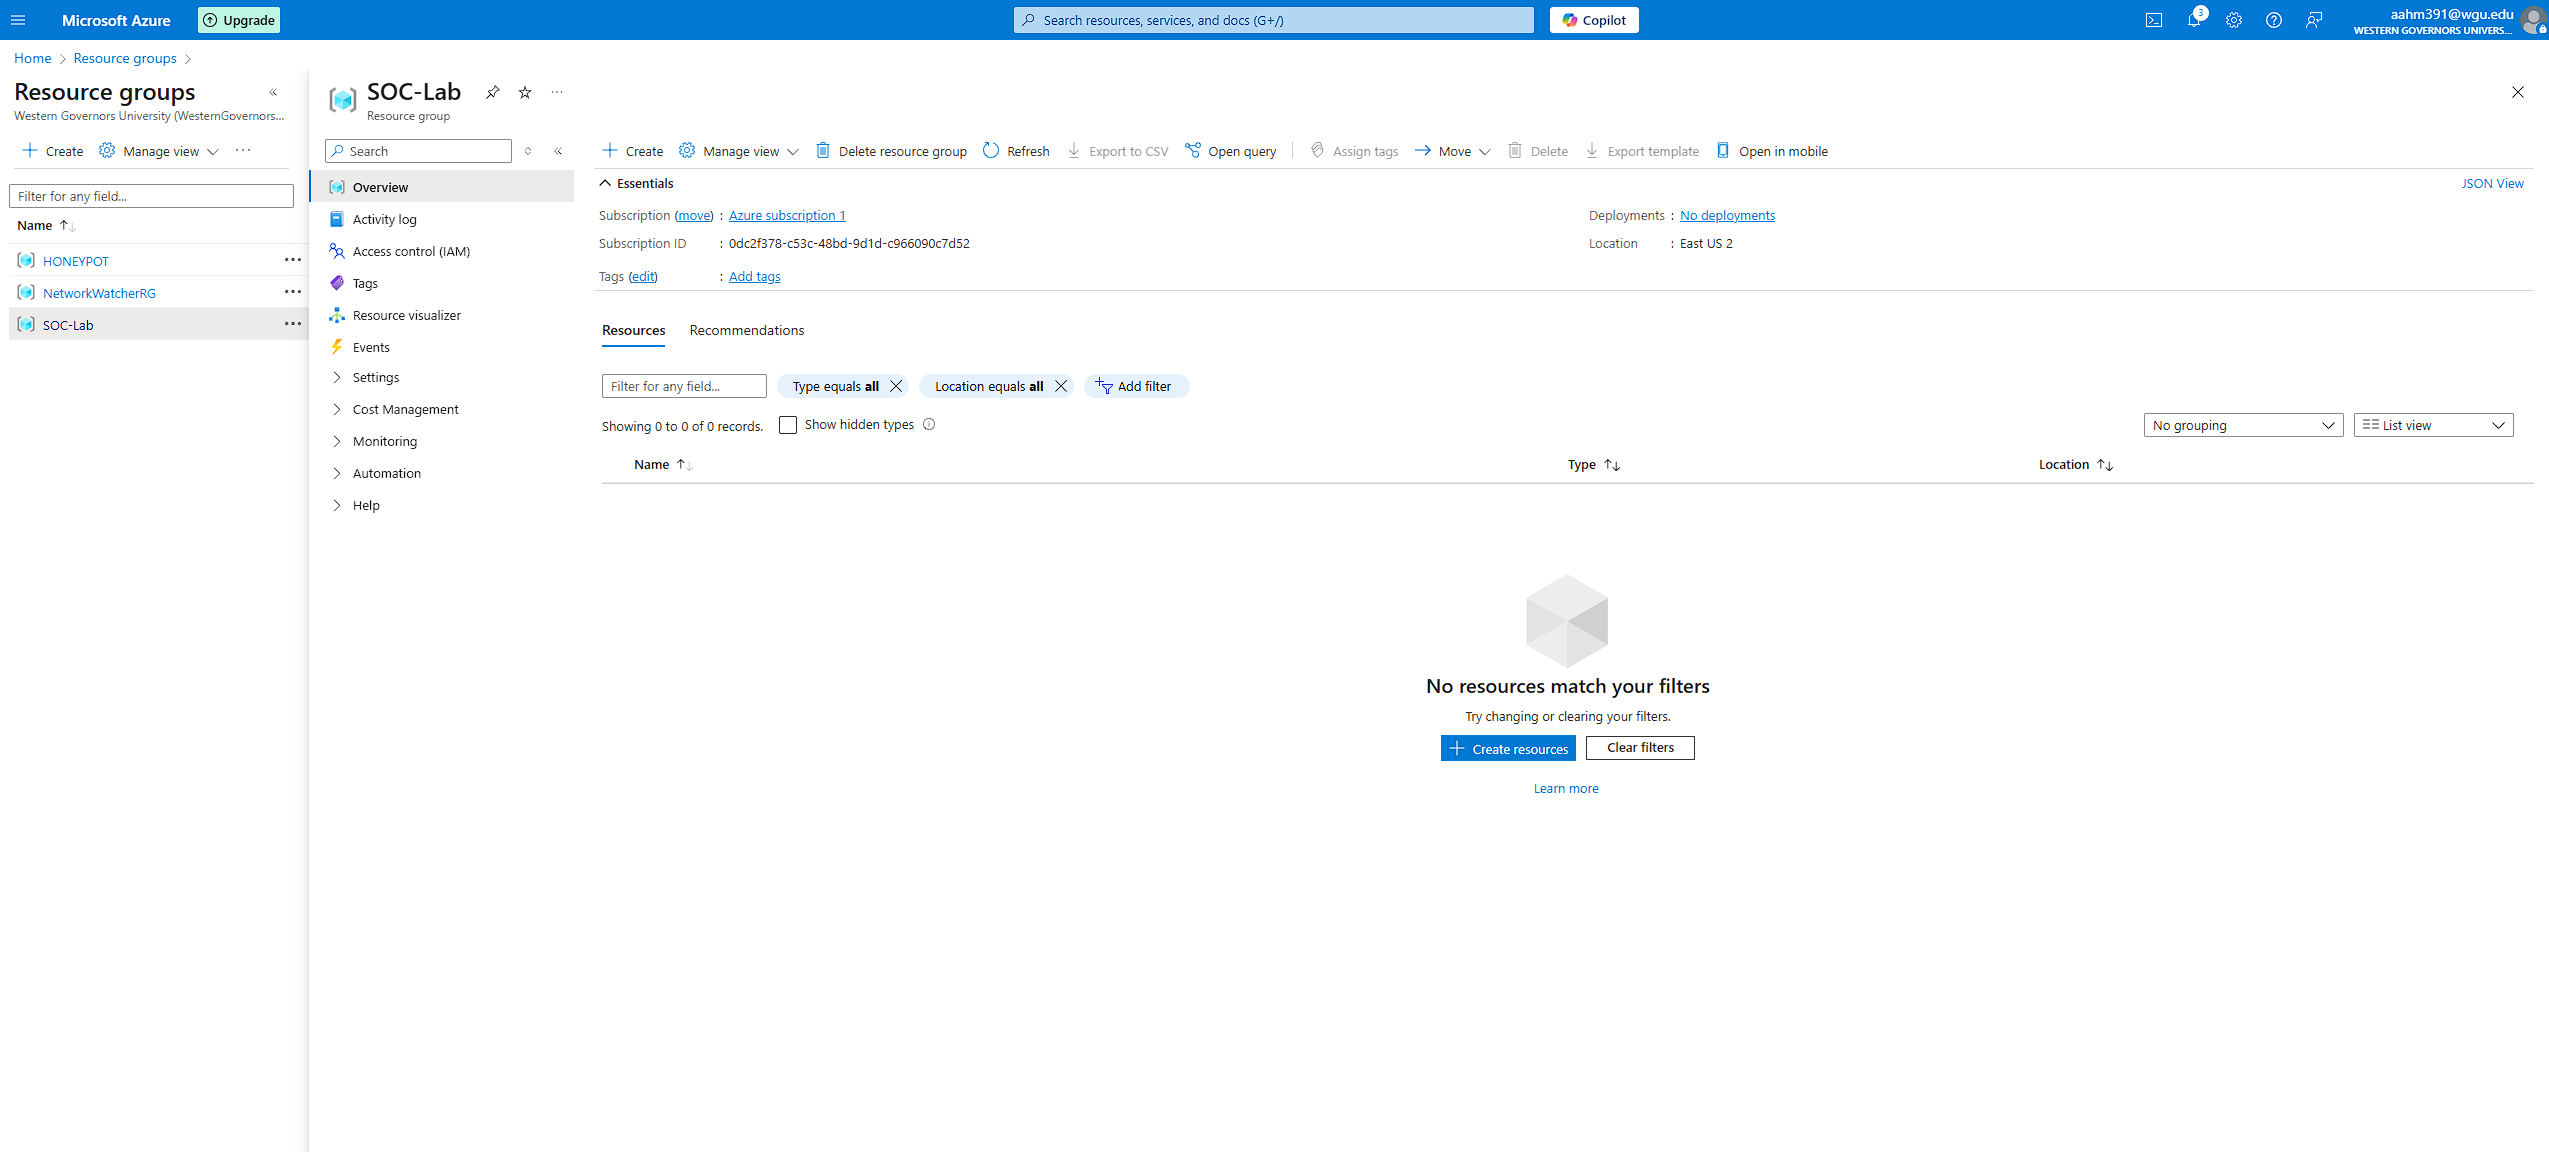 Microsoft Azure
Upgrade
Search resources, services, and docs (G+/)
Copilot
3
aahm391@wgu.edu
WESTERN GOVERNORS UNIVERS...
Home
Resource groups
Resource groups
Western Governors University (WesternGovernors...
Create
Manage view
Filter for any field...
Name
HONEYPOT
NetworkWatcherRG
SOC-Lab
SOC-Lab
Resource group
Search
Overview
Activity log
Access control (IAM)
Tags
Resource visualizer
Events
Settings
Cost Management
Monitoring
Automation
Help
Create
Manage view
Delete resource group
Refresh
Export to CSV
Open query
Assign tags
Move
Delete
Export template
Open in mobile
Essentials
JSON View
Subscription (move) : Azure subscription 1
Subscription ID : 0dc2f378-c53c-48bd-9d1d-c966090c7d52
Tags (edit) : Add tags
Deployments : No deployments
Location : East US 2
Resources
Recommendations
Filter for any field...
Type equals all
Location equals all
Add filter
Showing 0 to 0 of 0 records.
Show hidden types
No grouping
List view
Name
Type
Location
No resources match your filters
Try changing or clearing your filters.
Create resources
Clear filters
Learn more